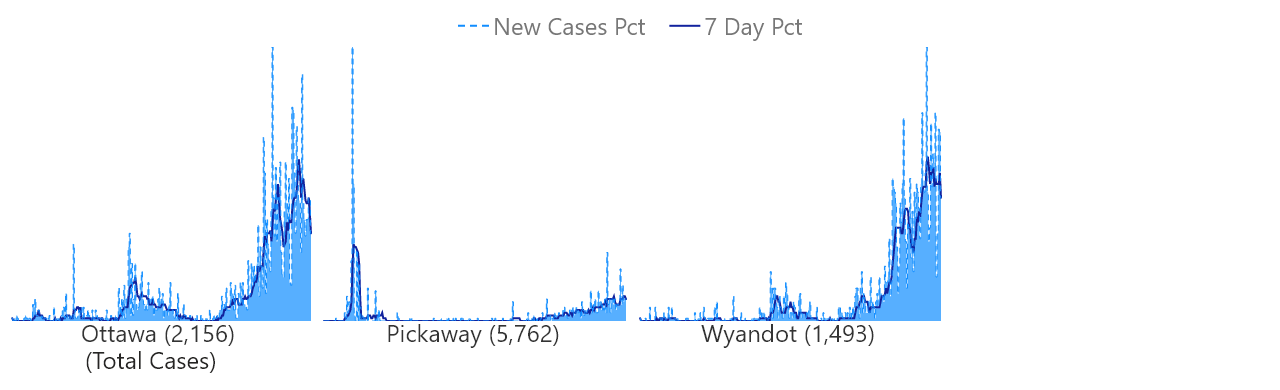 New Cases Pct 7 Day Pct
Ottawa (2,156) Pickaway (5,762) Wyandot (1,493)
(Total Cases)